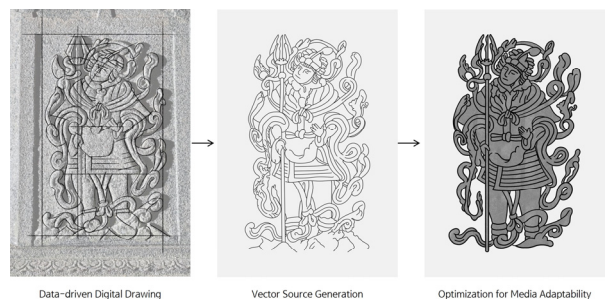 Data-driven Digital Drawing
Vector Source Generation
Optimization for Media Adaptability